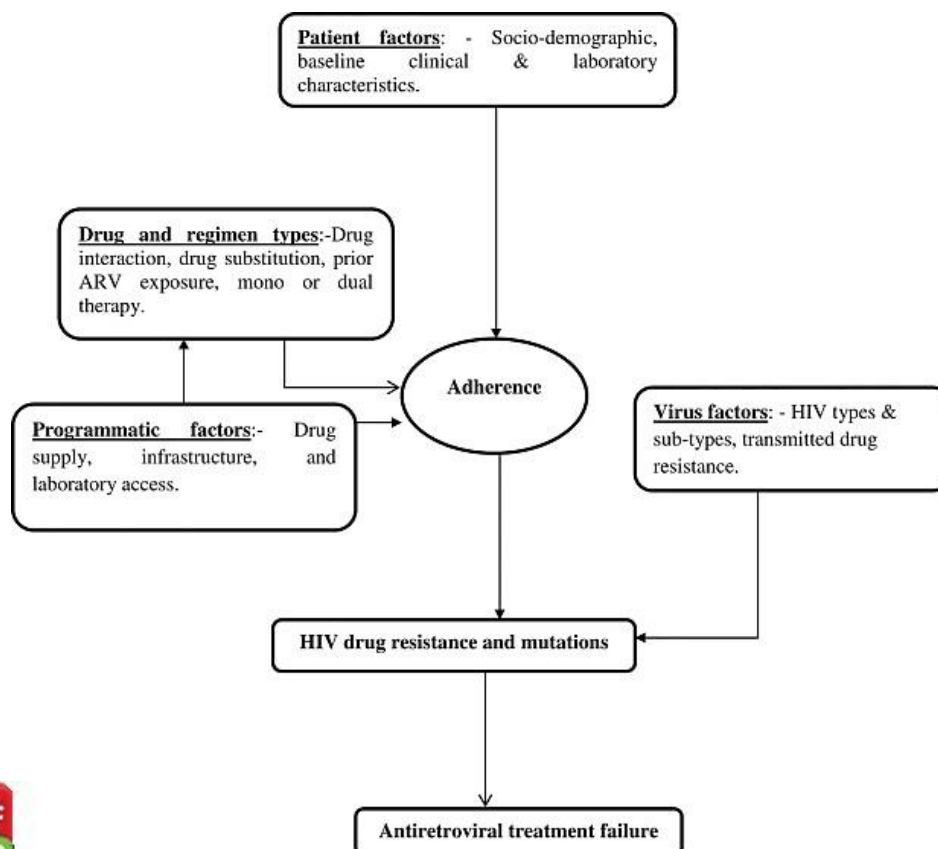 Patient factors: - Socio-demographic,
baseline clinical & laboratory
characteristics.
Drug and regimen types:-Drug
interaction, drug substitution, prior
ARV exposure, mono or dual
therapy.
Adherence
Programmatic factors:- Drug
supply, infrastructure, and
laboratory access.
Virus factors: - HIV types &
sub-types, transmitted drug
resistance.
HIV drug resistance and mutations
Antiretroviral treatment failure